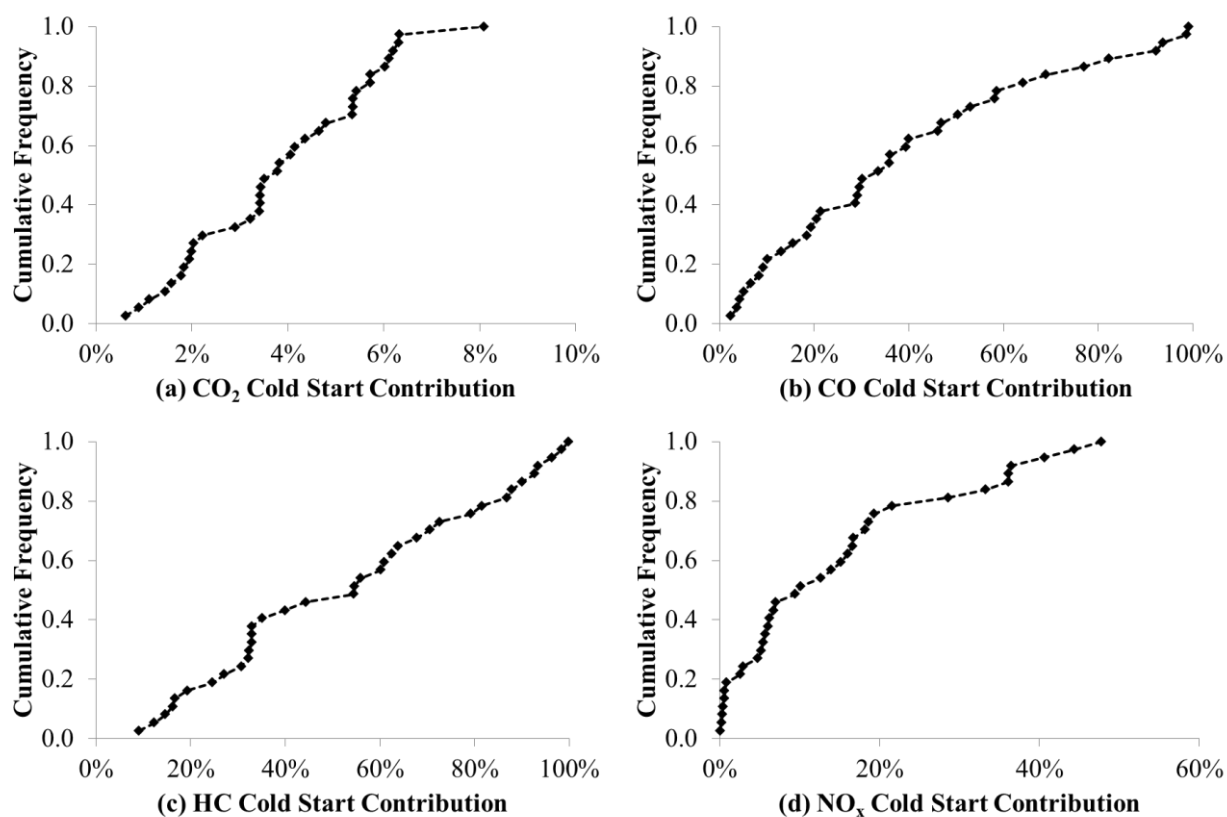 1.0
0.8
0.6
0.4
0.2
0.0
Cumulative Frequency
0% 2% 4% 6% 8% 10%
(a) CO₂ Cold Start Contribution
1.0
0.8
0.6
0.4
0.2
0.0
Cumulative Frequency
0% 20% 40% 60% 80% 100%
(b) CO Cold Start Contribution
1.0
0.8
0.6
0.4
0.2
0.0
Cumulative Frequency
0% 20% 40% 60% 80% 100%
(c) HC Cold Start Contribution
1.0
0.8
0.6
0.4
0.2
0.0
Cumulative Frequency
0% 20% 40% 60%
(d) NOₓ Cold Start Contribution